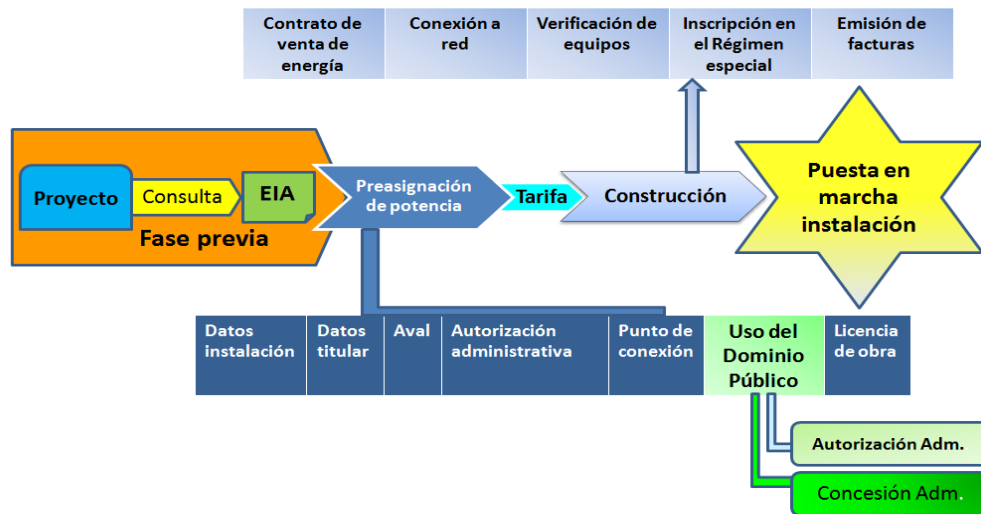 Contrato de
venta de
energía
Conexión a
red
Verificación de
equipos
Inscripción en
el Régimen
especial
Emisión de
facturas
Proyecto
Consulta
EIA
Fase previa
Preasignación
de potencia
Tarifa
Construcción
Puesta en
marcha
instalación
Datos
instalación
Datos
titular
Aval
Autorización
administrativa
Punto de
conexión
Uso del
Dominio
Público
Licencia
de obra
Autorización Adm.
Concesión Adm.